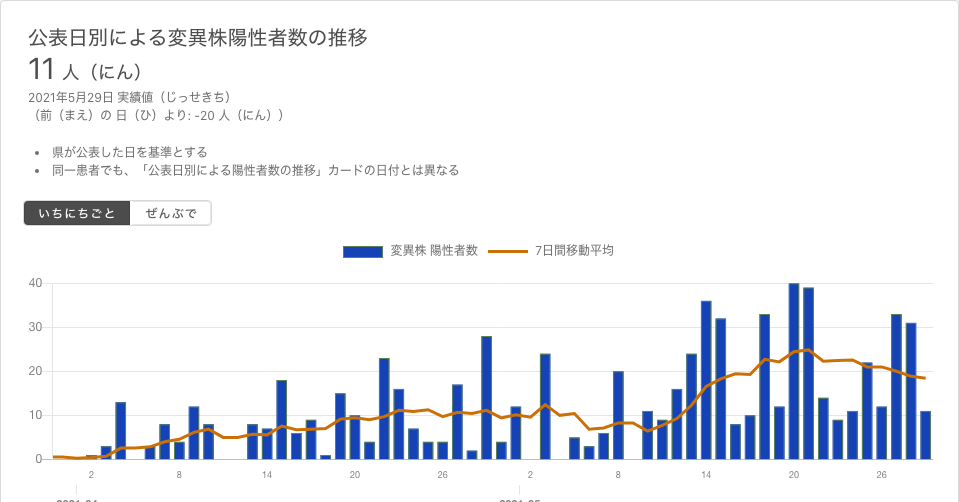 公表日別による変異株陽性者数の推移
11 人（にん）
2021年5月29日 実績値（じっせきち）
（前（まえ）の 日（ひ）より: -20 人（にん））
• 県が公表した日を基準とする
• 同一患者でも、「公表日別による陽性者数の推移」カードの日付とは異なる
いちにちごと ぜんぶで
変異株 陽性者数 7日間移動平均
40
30
20
10
0
2 8 14 20 26 2 8 14 20 26